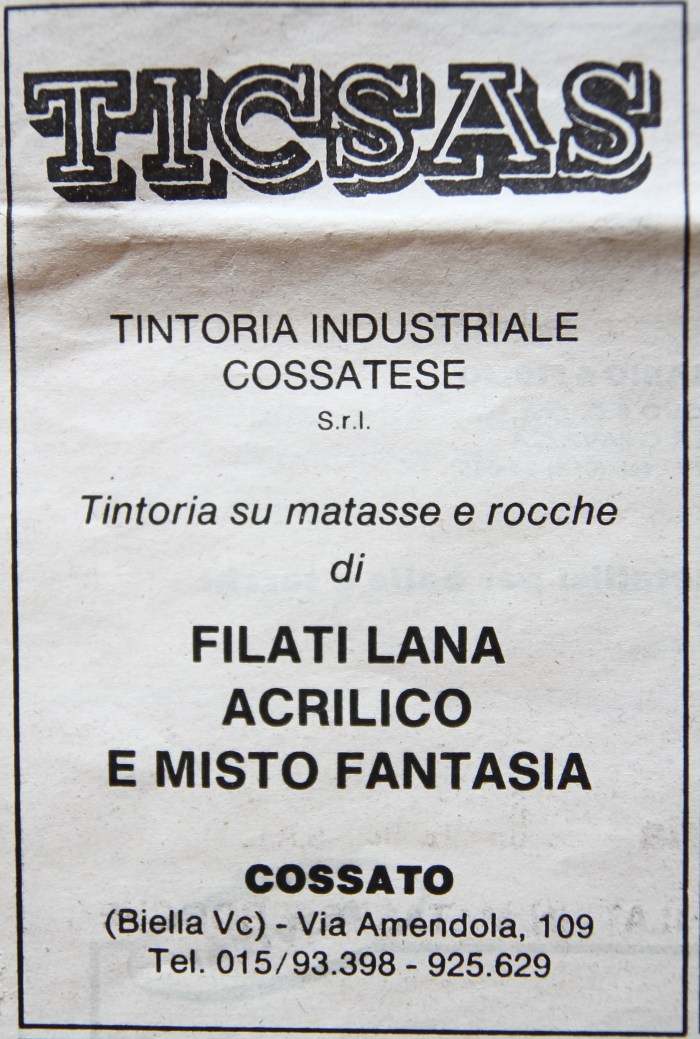 TICSAS
TINTORIA INDUSTRIALE
COSSATESE
S.r.l.
Tintoria su matasse e rocche
di
FILATI LANA
ACRILICO
E MISTO FANTASIA
COSSATO
(Biella Vc) - Via Amendola, 109
Tel. 015/93.398 - 925.629